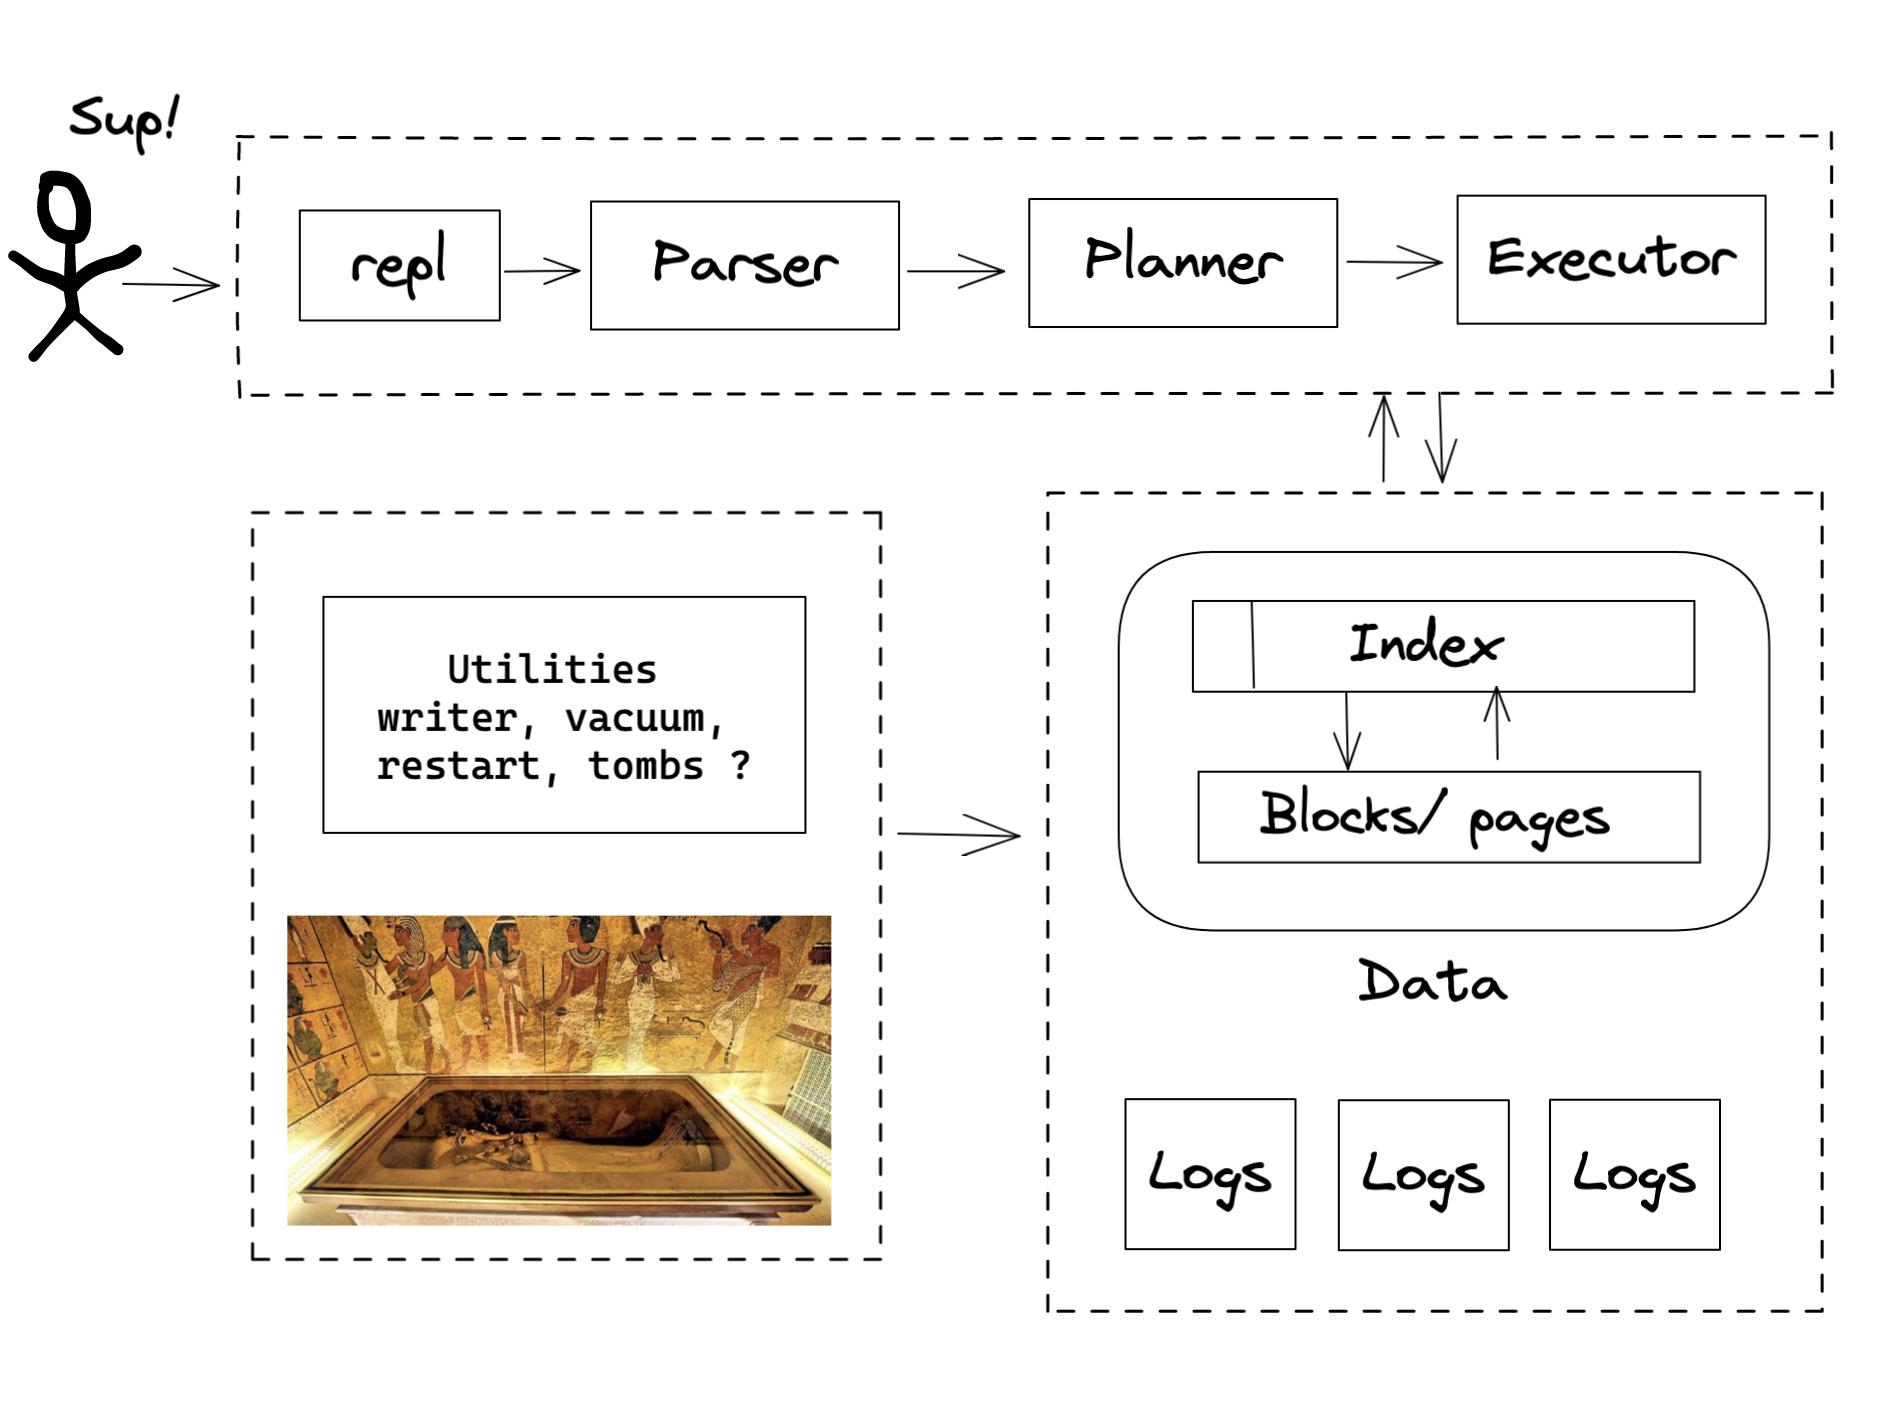 Sup!
repl
Parser
Planner
Executor
Utilities
writer, vacuum,
restart, tombs ?
Index
Blocks/ pages
Data
Logs
Logs
Logs